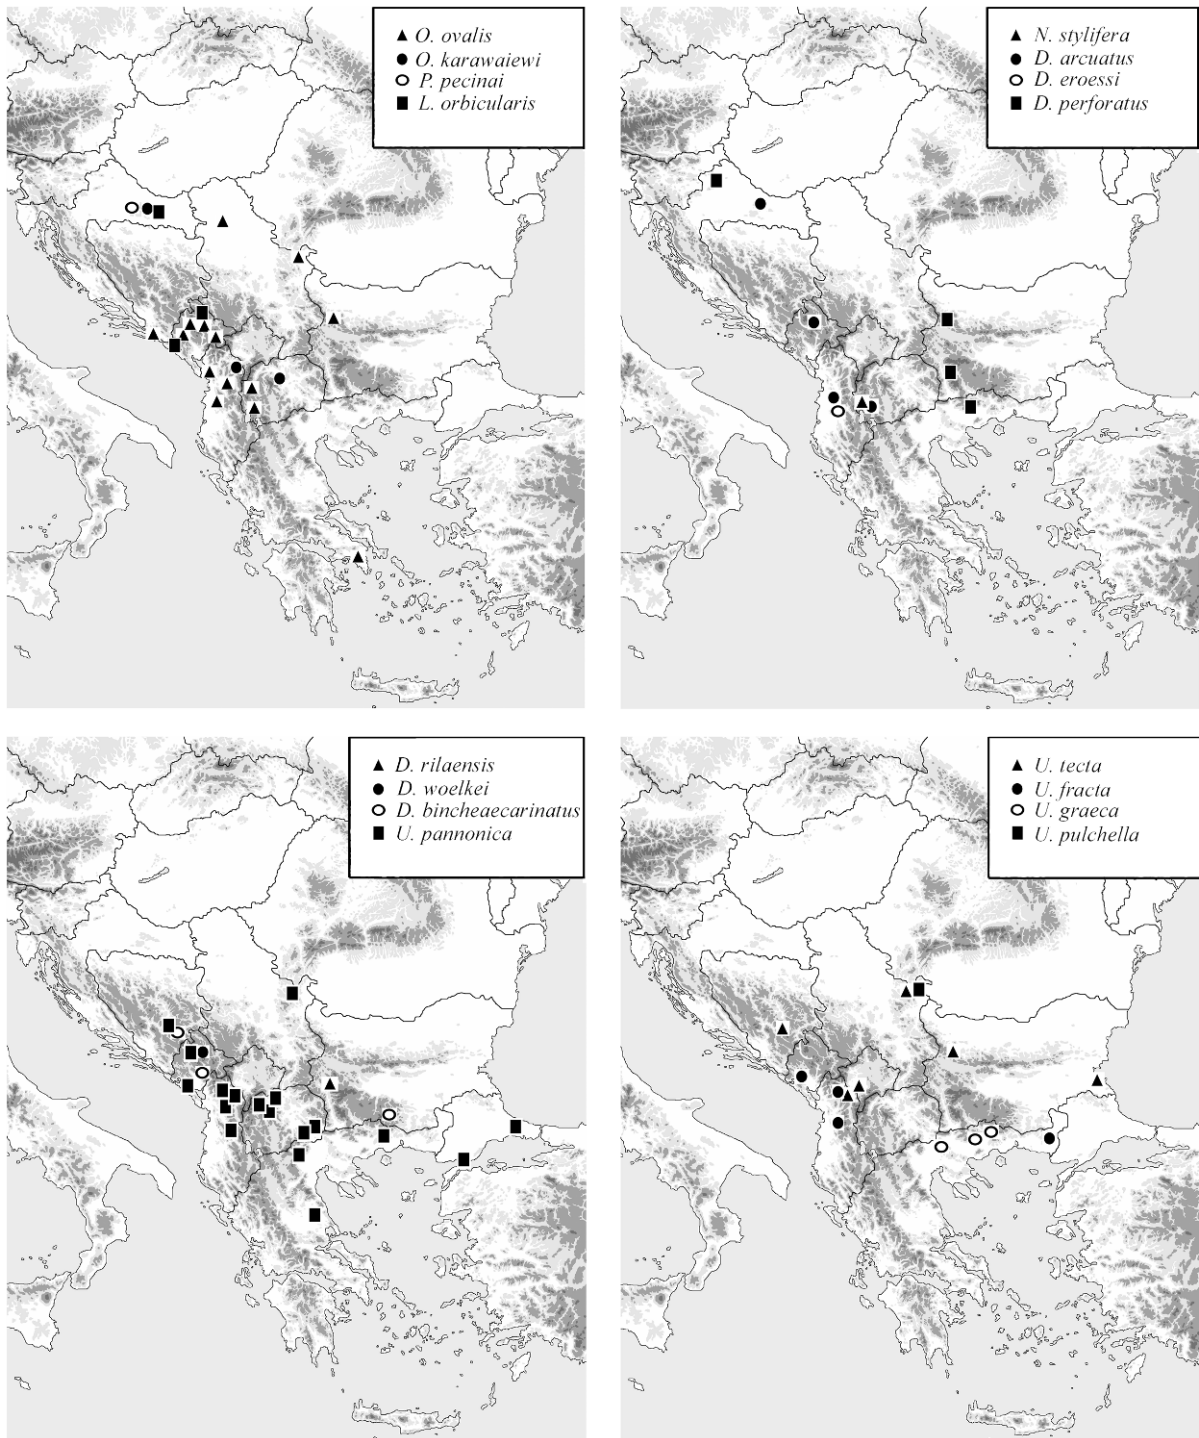 O. ovalis
O. karawaiewi
P. pecinai
L. orbicularis
N. stylifera
D. arcuatus
D. eroessi
D. perforatus
D. rilaensis
D. woelkei
D. bincheaecarinatus
U. pannonica
U. tecta
U. fracta
U. graeca
U. pulchella